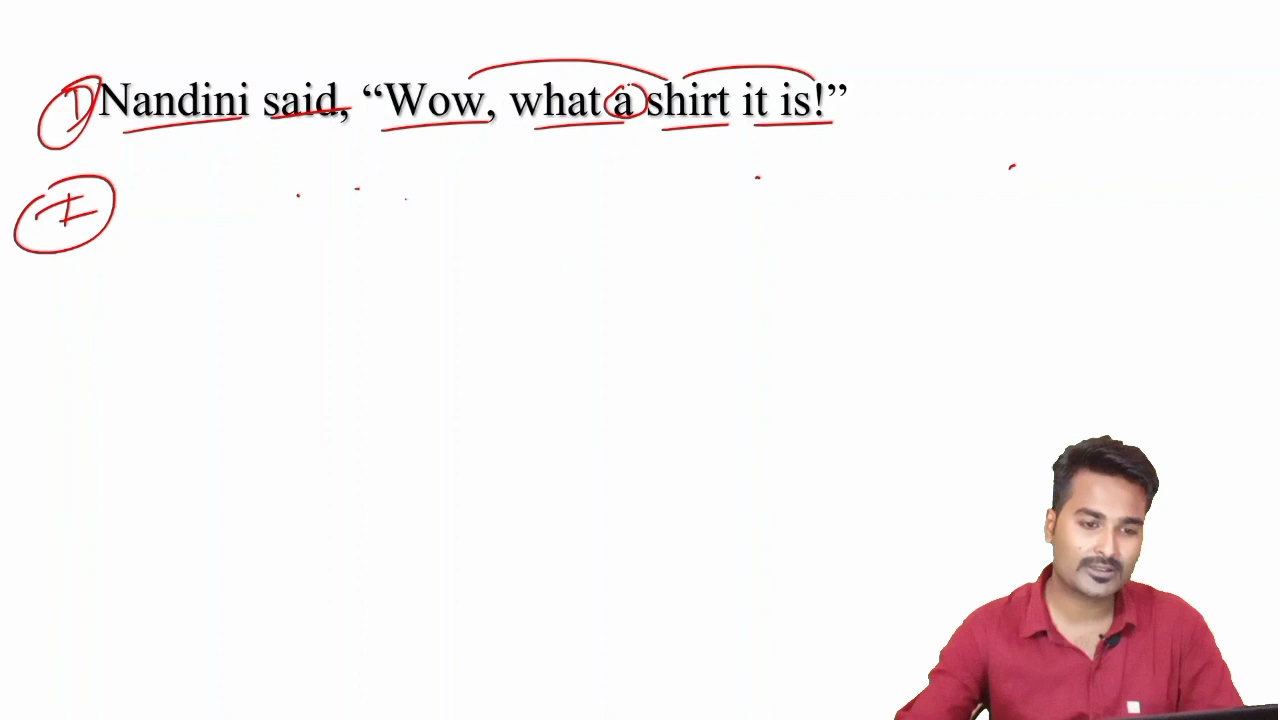 D Nandini said, “Wow, what a shirt it is!”
I